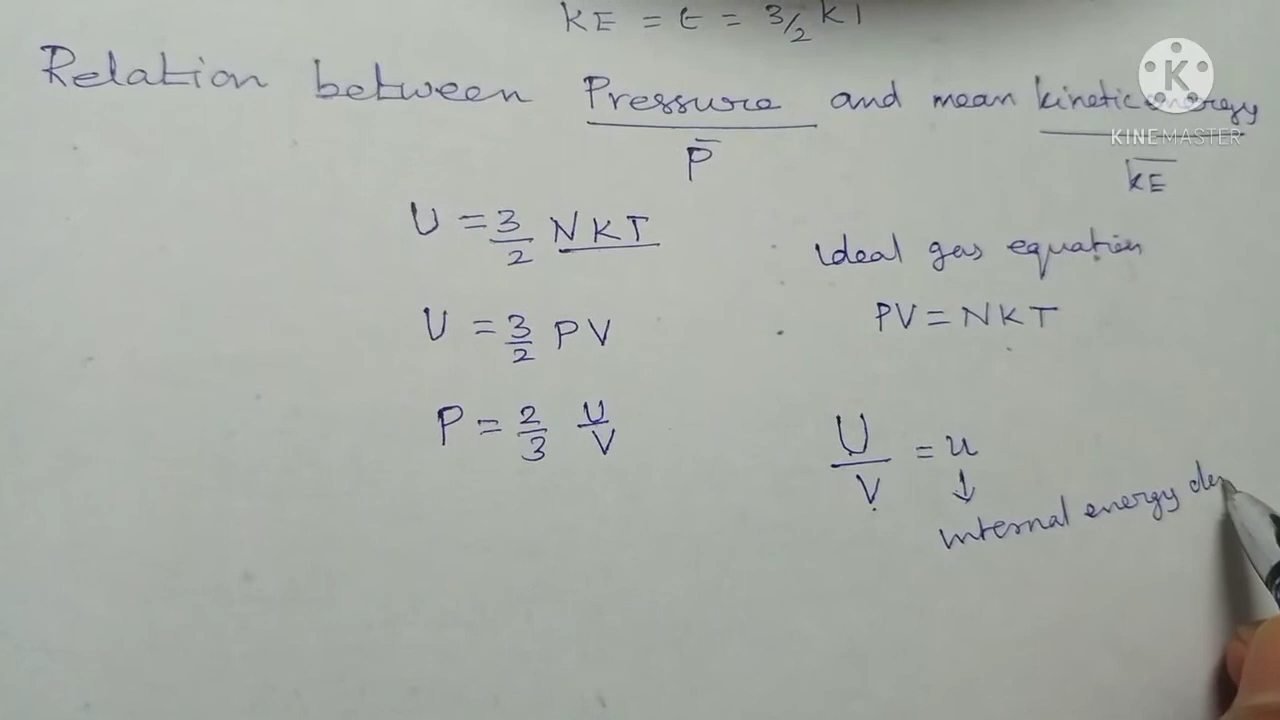 KE = ε = 3/2 KT
Relation between Pressure and mean kinetic energy
P̄
K̄Ē
KINEMASTER
U = 3/2 NKT
ideal gas equation
U = 3/2 PV
PV = NKT
P = 2/3 U/V
U/V = u
↓
internal energy den